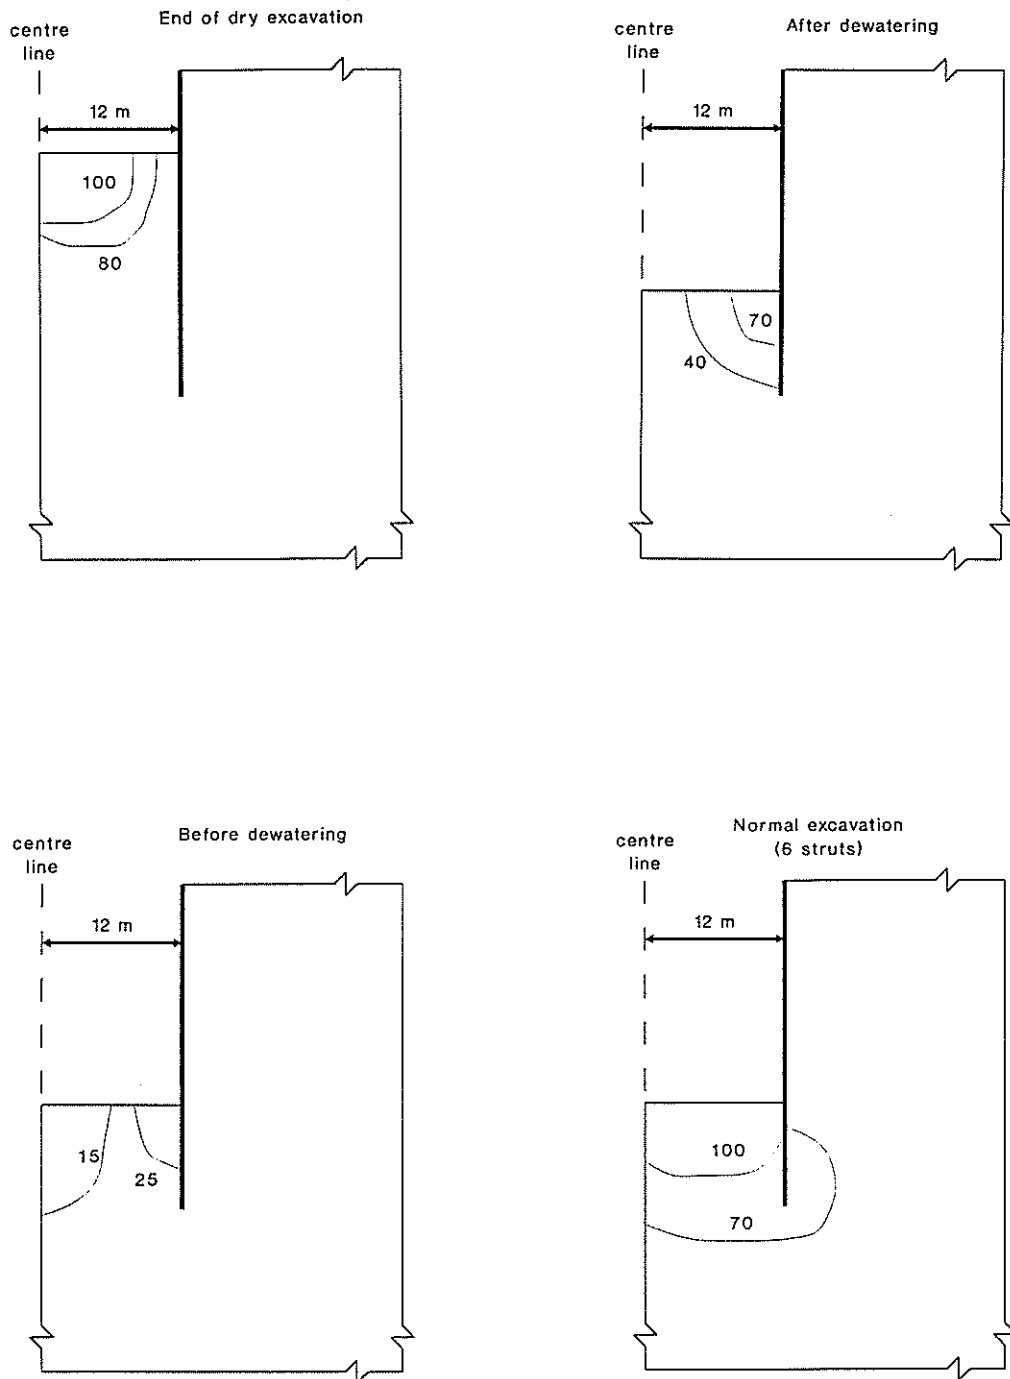 End of dry excavation
centre
line
12 m
100
80
After dewatering
centre
line
12 m
70
40
Before dewatering
centre
line
12 m
15
25
Normal excavation
(6 struts)
centre
line
12 m
100
70